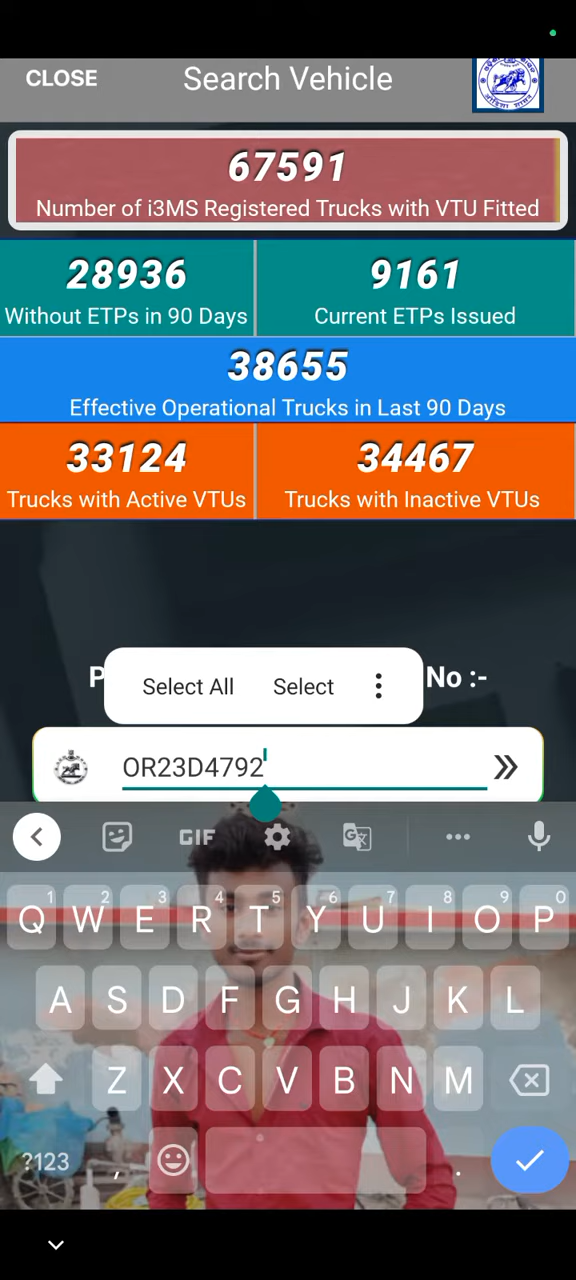 CLOSE Search Vehicle
67591
Number of i3MS Registered Trucks with VTU Fitted
28936 9161
Without ETPs in 90 Days Current ETPs Issued
38655
Effective Operational Trucks in Last 90 Days
33124 34467
Trucks with Active VTUs Trucks with Inactive VTUs
Select All Select
No :-
OR23D4792
GIF
1 2 3 4 5 6 7 8 9 0
Q W E R T Y U I O P
A S D F G H J K L
Z X C V B N M
?123 , .